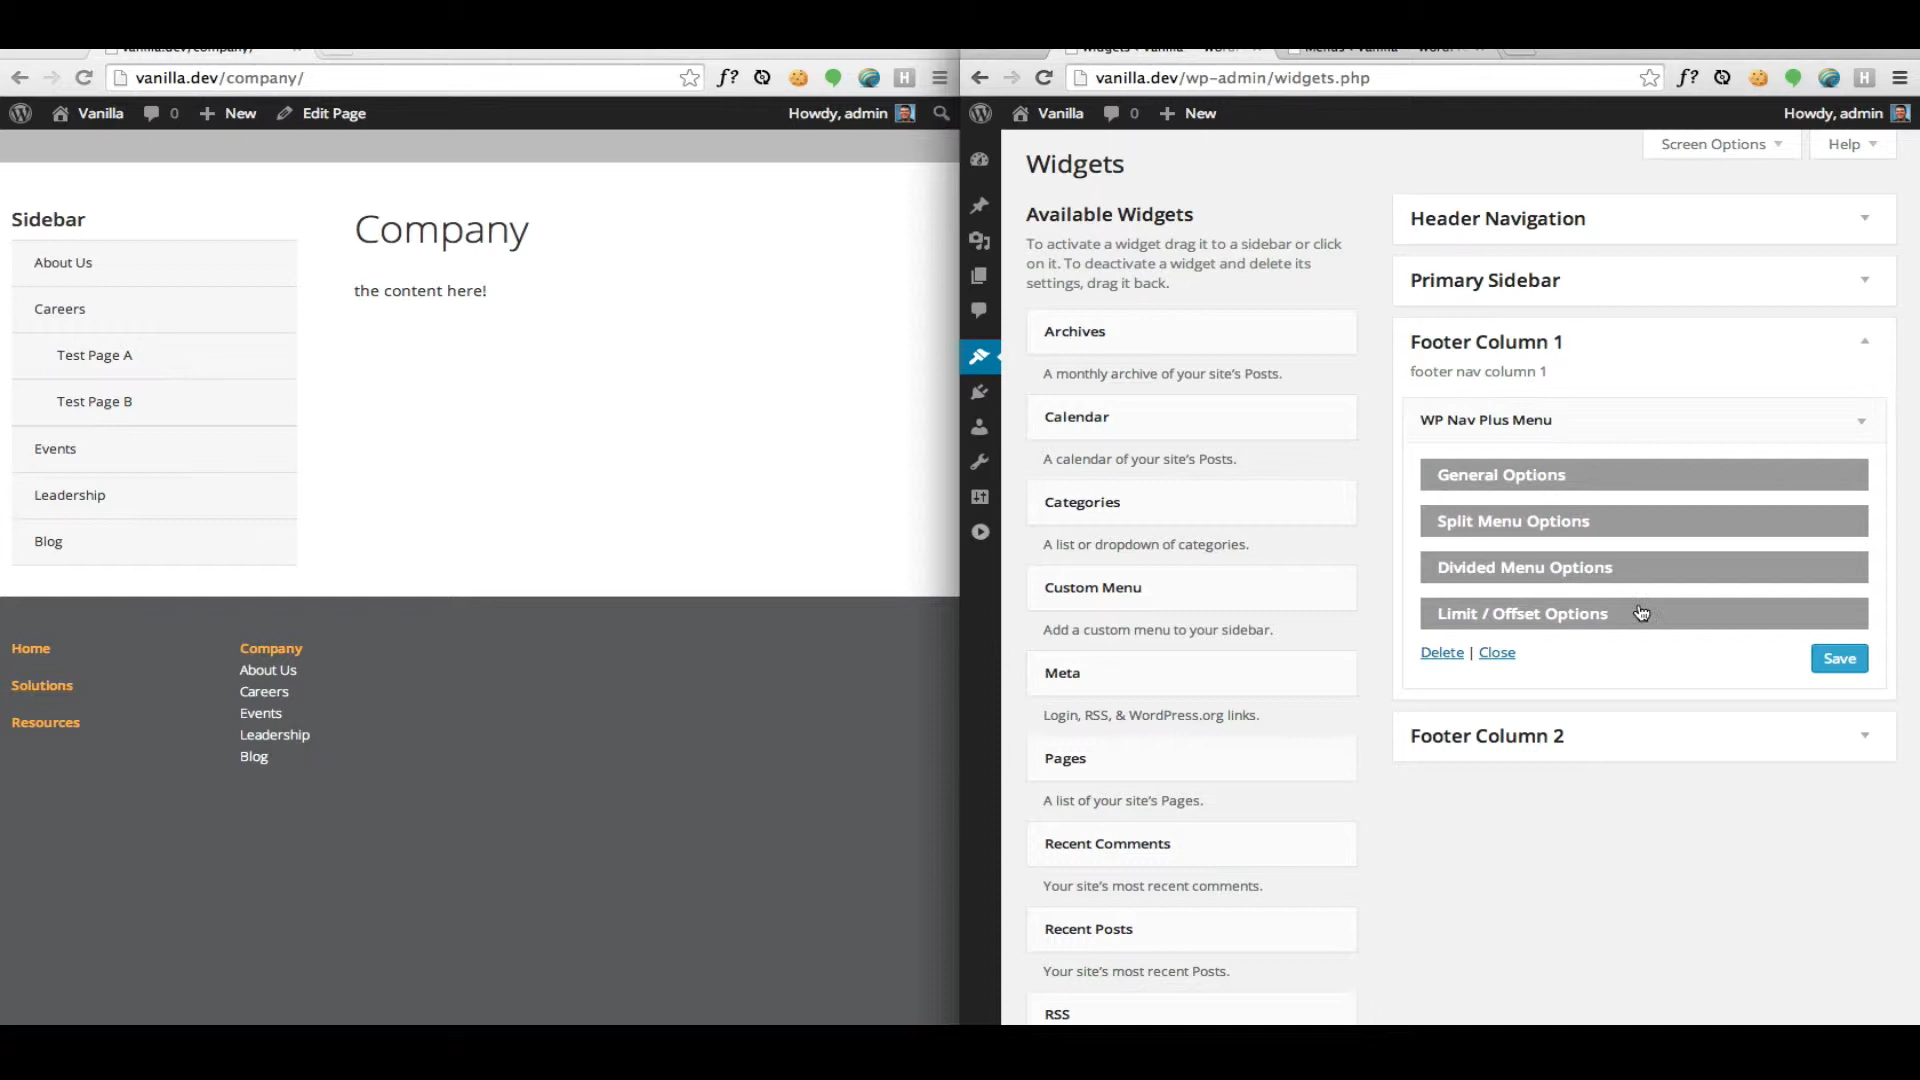 vanilla.dev/company/
vanilla.dev/company/
f?
H
Vanilla
0
New
Edit Page
Howdy, admin
Sidebar
About Us
Careers
Test Page A
Test Page B
Events
Leadership
Blog
Company
the content here!
Home
Solutions
Resources
Company
About Us
Careers
Events
Leadership
Blog
vanilla.dev/wp-admin/widgets.php
f?
H
Vanilla
0
New
Howdy, admin
Screen Options
Help
Widgets
Available Widgets
To activate a widget drag it to a sidebar or click
on it. To deactivate a widget and delete its
settings, drag it back.
Archives
A monthly archive of your site's Posts.
Calendar
A calendar of your site's Posts.
Categories
A list or dropdown of categories.
Custom Menu
Add a custom menu to your sidebar.
Meta
Login, RSS, & WordPress.org links.
Pages
A list of your site's Pages.
Recent Comments
Your site's most recent comments.
Recent Posts
Your site's most recent Posts.
RSS
Header Navigation
Primary Sidebar
Footer Column 1
footer nav column 1
WP Nav Plus Menu
General Options
Split Menu Options
Divided Menu Options
Limit / Offset Options
Delete | Close
Save
Footer Column 2